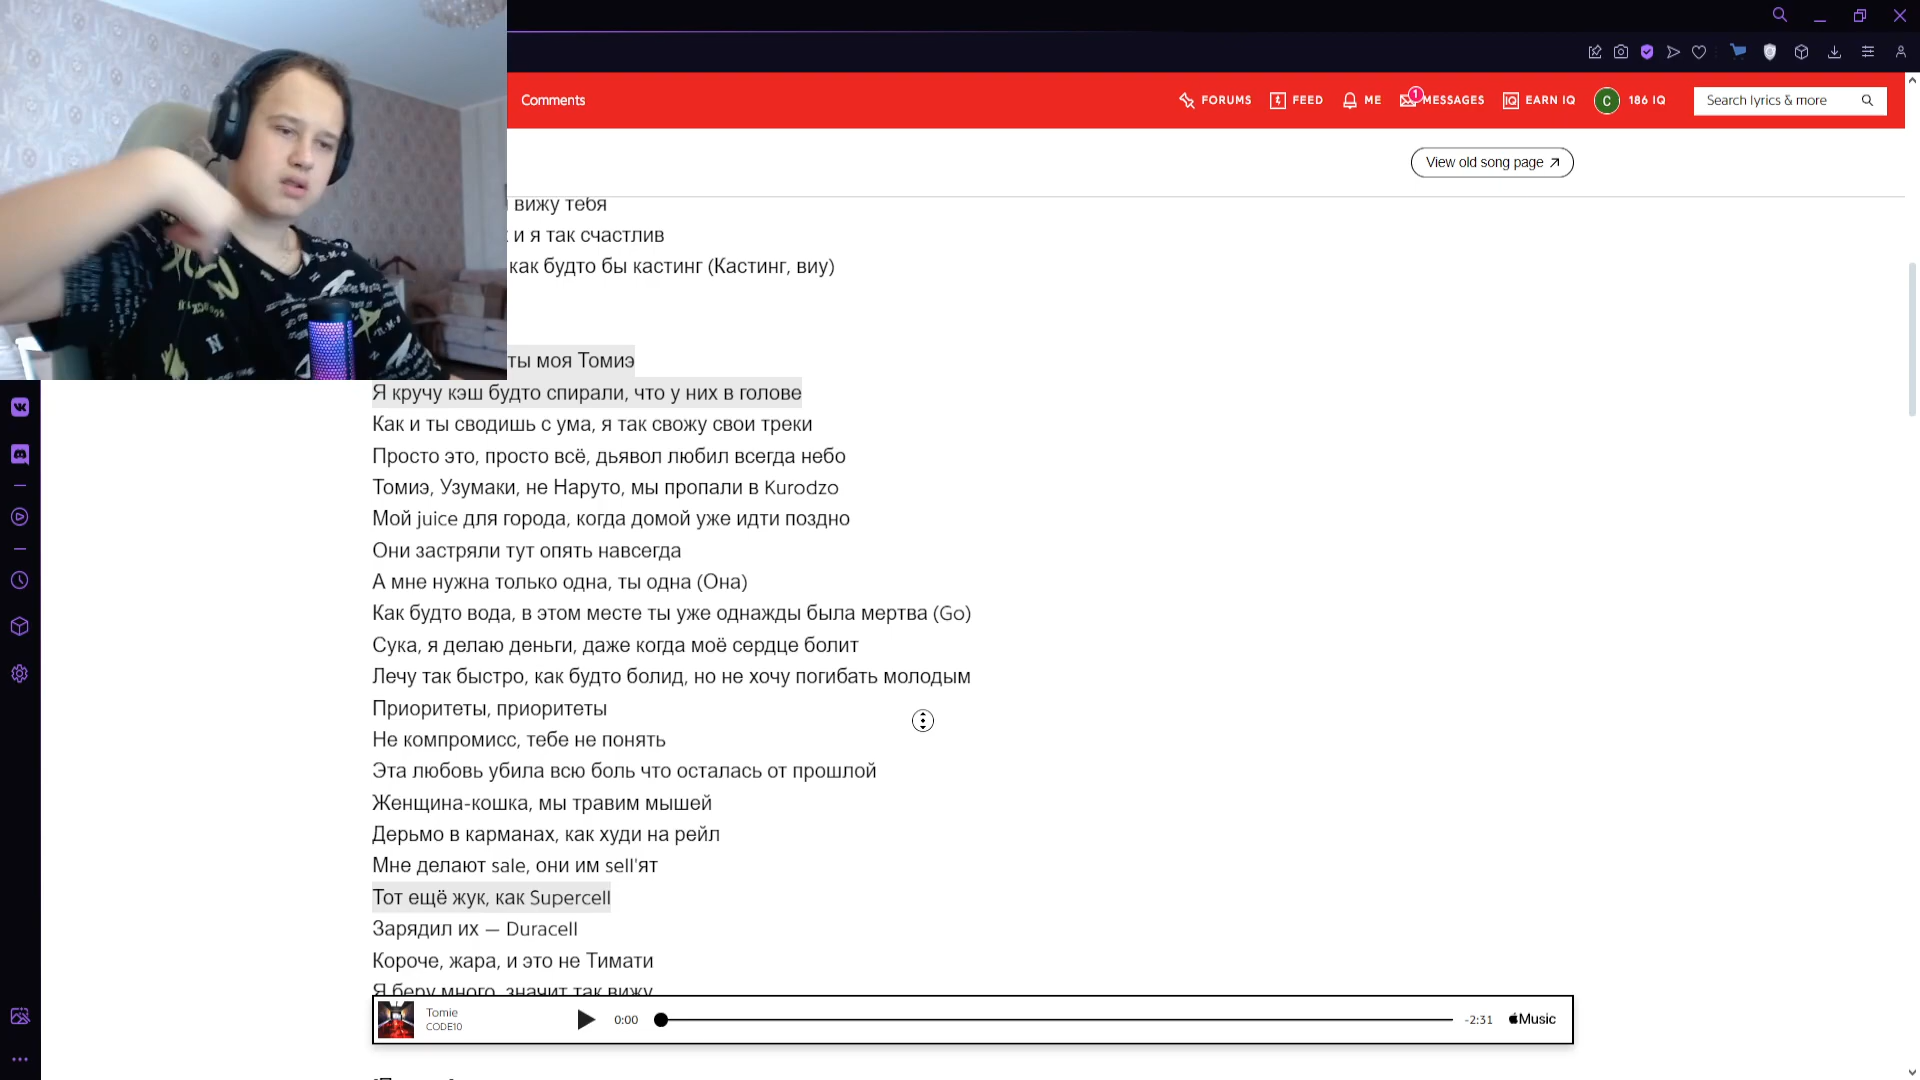 Comments
FORUMS
FEED
ME
1
MESSAGES
EARN IQ
C
186 IQ
Search lyrics & more
View old song page
вижу тебя
и я так счастлив
как будто бы кастинг (Кастинг, виу)
ты моя Томиэ
Я кручу кэш будто спирали, что у них в голове
Как и ты сводишь с ума, я так свожу свои треки
Просто это, просто всё, дьявол любил всегда небо
Томиэ, Узумаки, не Наруто, мы пропали в Kurodzo
Мой juice для города, когда домой уже идти поздно
Они застряли тут опять навсегда
А мне нужна только одна, ты одна (Она)
Как будто вода, в этом месте ты уже однажды была мертва (Go)
Сука, я делаю деньги, даже когда моё сердце болит
Лечу так быстро, как будто болид, но не хочу погибать молодым
Приоритеты, приоритеты
Не компромисс, тебе не понять
Эта любовь убила всю боль что осталась от прошлой
Женщина-кошка, мы травим мышей
Дерьмо в карманах, как худи на рейл
Мне делают sale, они им sell'ят
Тот ещё жук, как Supercell
Зарядил их — Duracell
Короче, жара, и это не Тимати
Я беру много, значит так вижу
Tomie
CODE10
0:00
-2:31
Music